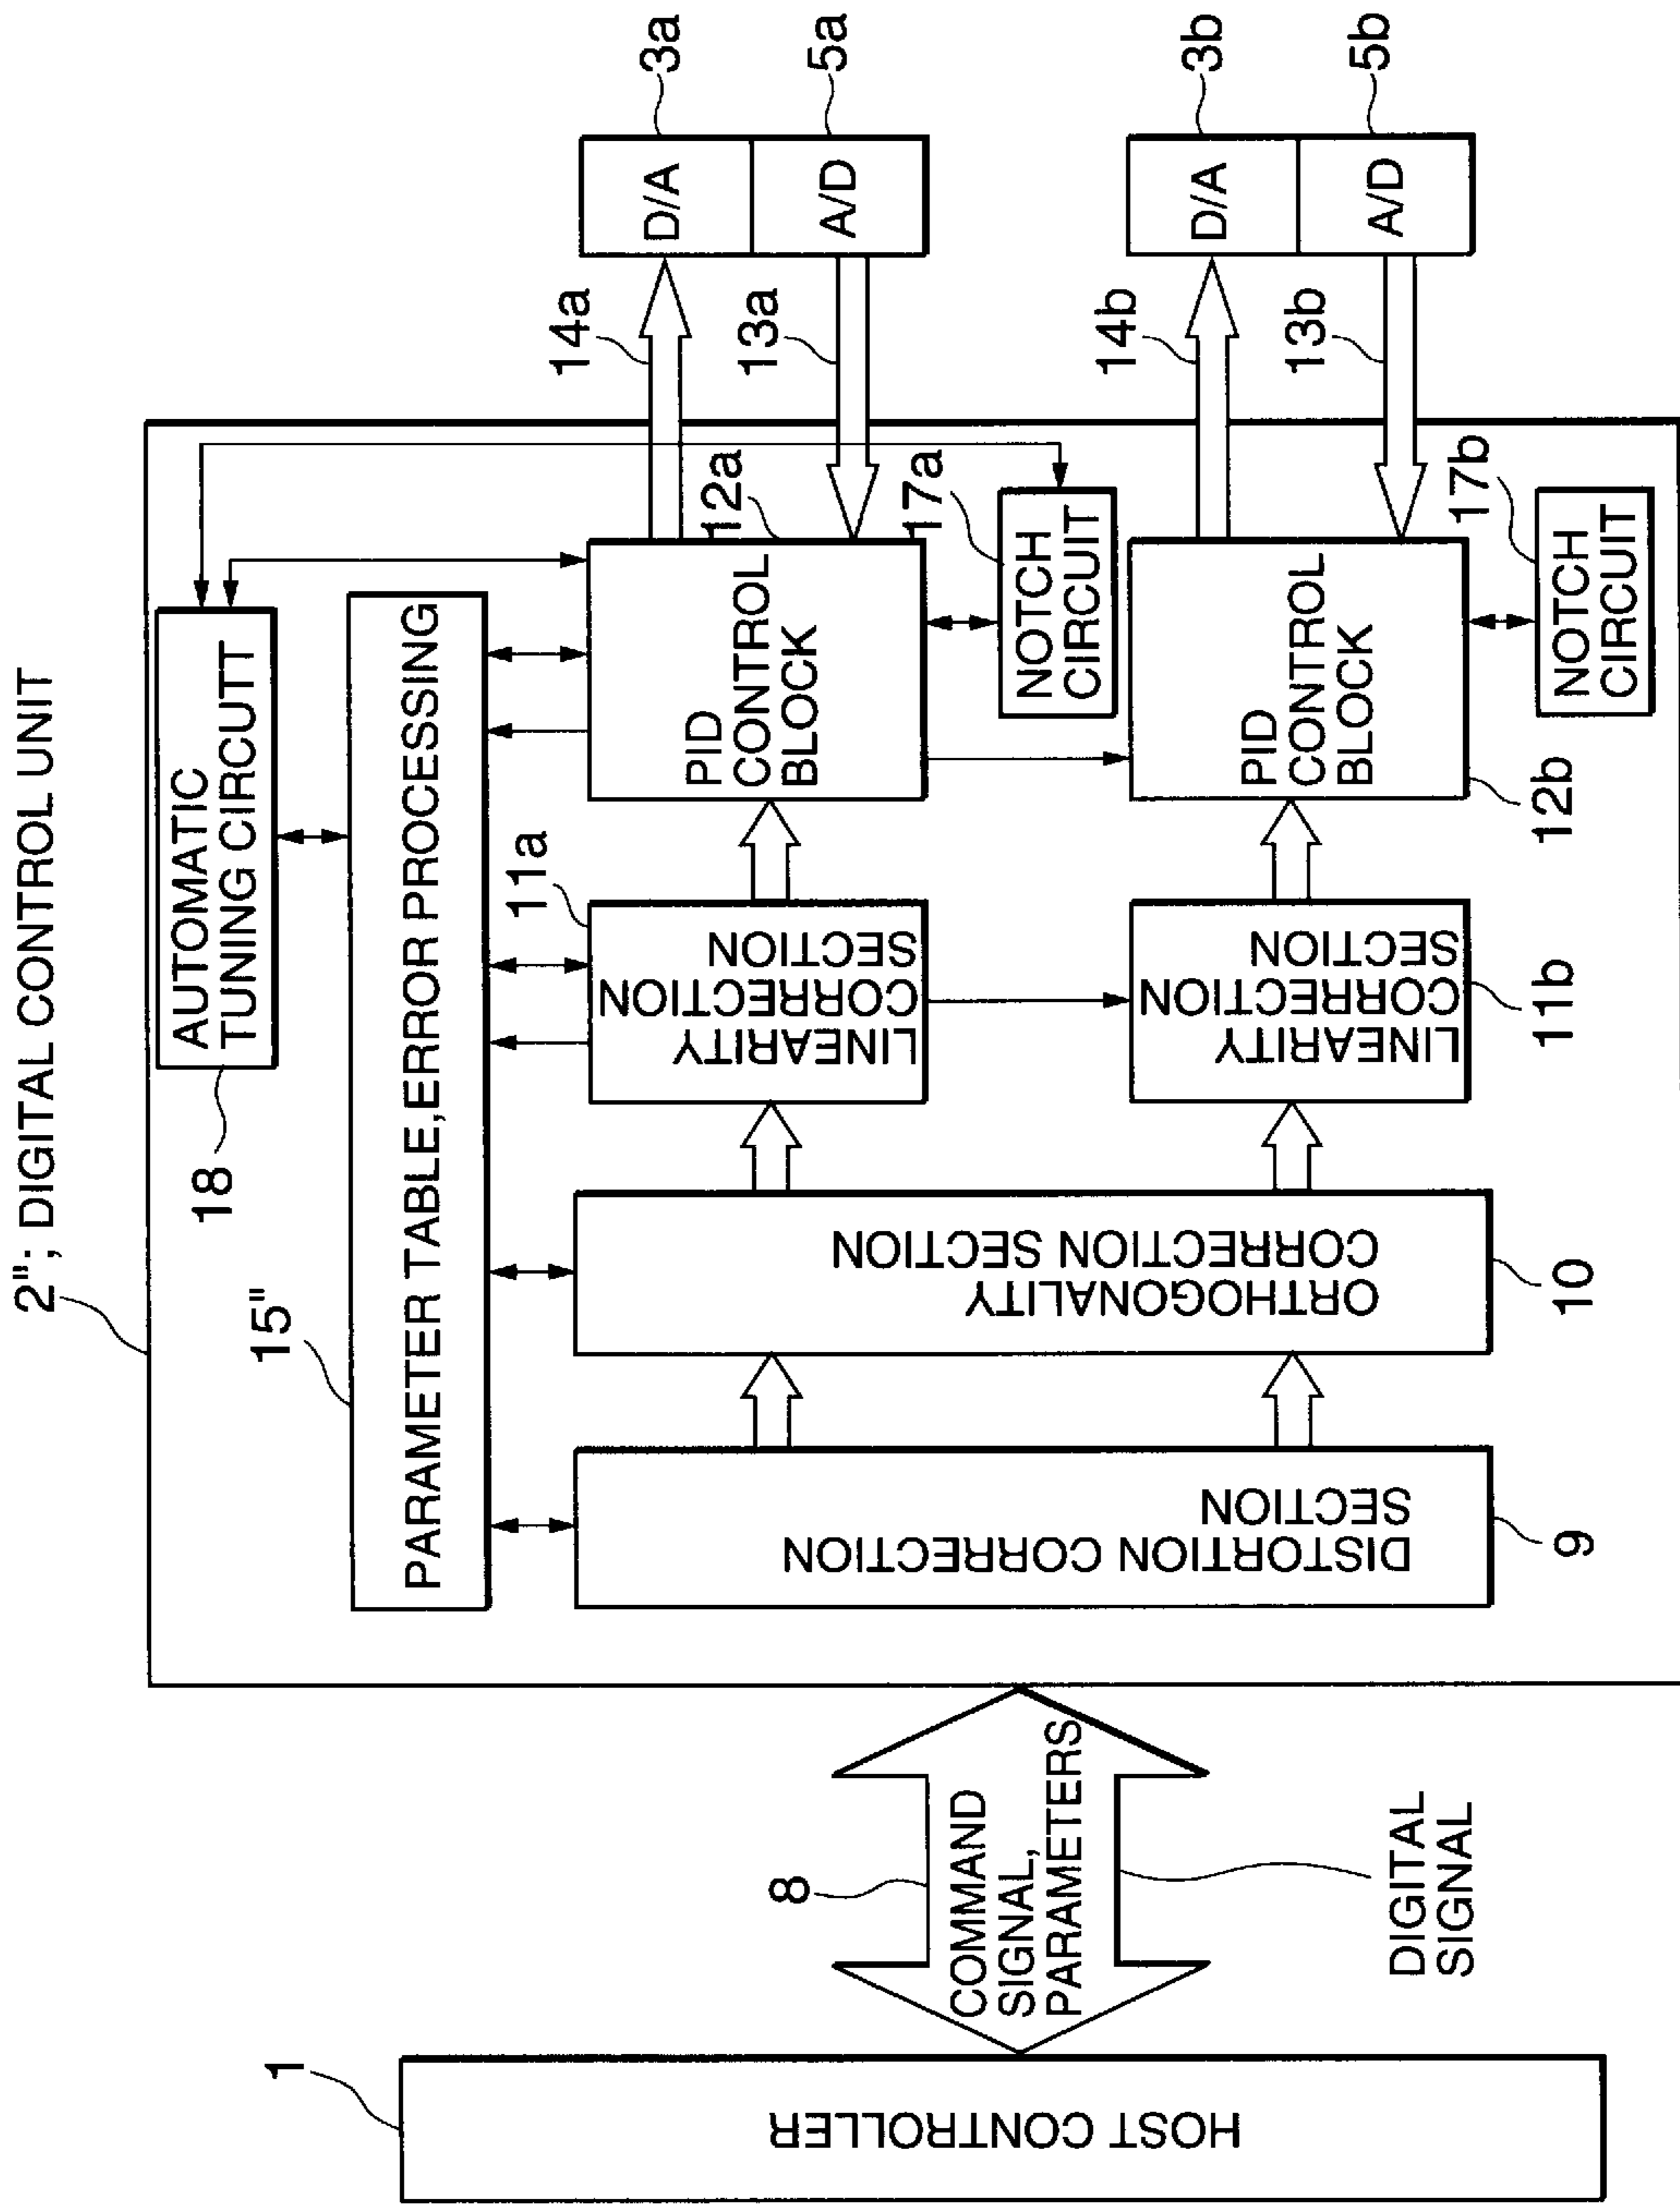 2"; DIGITAL CONTROL UNIT
18
AUTOMATIC
TUNING CIRCUTT
15"
PARAMETER TABLE,ERROR PROCESSING
1
HOST CONTROLLER
8
COMMAND
SIGNAL,
PARAMETERS
DIGITAL
SIGNAL
DISTORTION CORRECTION
SECTION
9
ORTHOGONALITY
CORRECTION SECTION
10
11a
LINEARITY
CORRECTION
SECTION
LINEARITY
CORRECTION
SECTION
11b
12a
PID
CONTROL
BLOCK
17a
NOTCH
CIRCUIT
PID
CONTROL
BLOCK
12b
17b
NOTCH
CIRCUIT
14a
13a
D/A
A/D
3a
5a
14b
13b
D/A
A/D
3b
5b